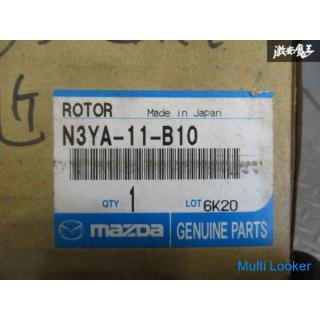 ROTOR Made in Japan
N3YA-11-B10
QTY 1 LOT 6K20
mazda GENUINE PARTS
Multi Looker